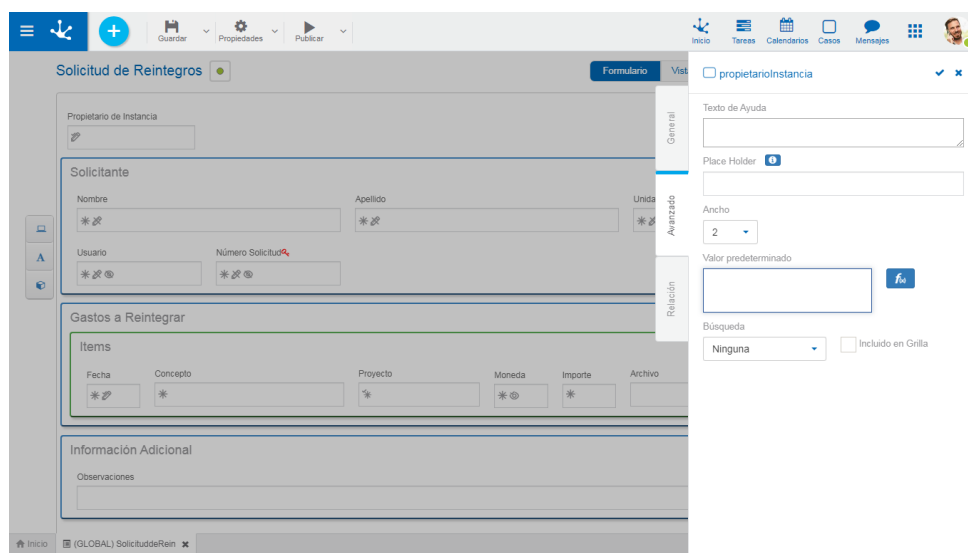 Guardar
Propiedades
Publicar
Inicio
Tareas
Calendarios
Casos
Mensajes
Solicitud de Reintegros
Formulario
Vist
Propietario de Instancia
Solicitante
Nombre
Apellido
Unida
Usuario
Número Solicitud
Gastos a Reintegrar
Items
Fecha
Concepto
Proyecto
Moneda
Importe
Archivo
Información Adicional
Observaciones
General
Avanzado
Relación
propietarioInstancia
Texto de Ayuda
Place Holder
Ancho
2
Valor predeterminado
f(x)
Búsqueda
Ninguna
Incluido en Grilla
A
Inicio
(GLOBAL) SolicituddeRein